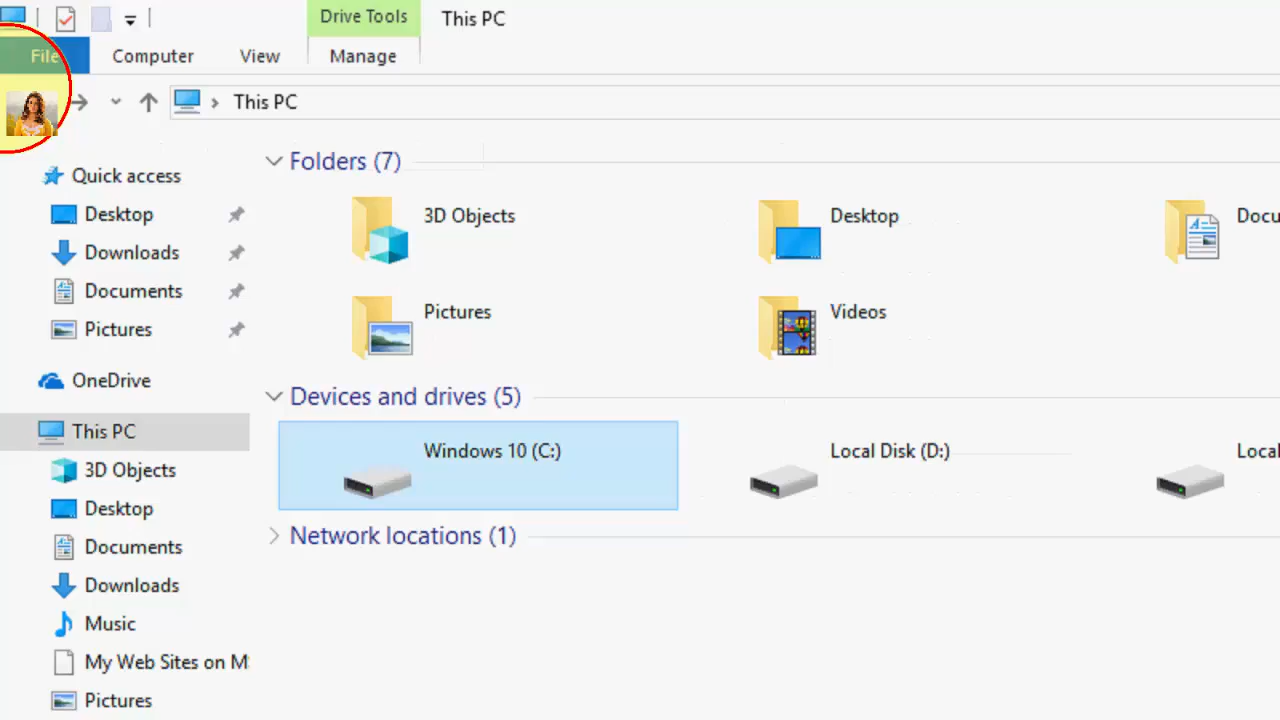 Drive Tools
This PC
File
Computer
View
Manage
This PC
Quick access
Desktop
Downloads
Documents
Pictures
OneDrive
This PC
3D Objects
Desktop
Documents
Downloads
Music
My Web Sites on M
Pictures
Folders (7)
3D Objects
Desktop
Docu
Pictures
Videos
Devices and drives (5)
Windows 10 (C:)
Local Disk (D:)
Local
Network locations (1)